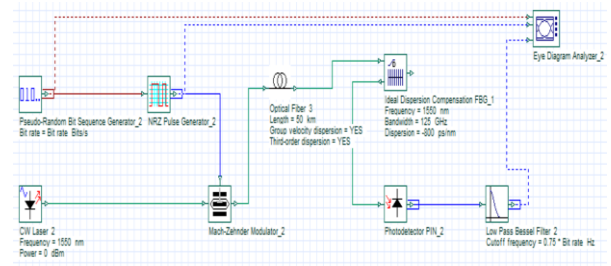 Eye Diagram Analyzer_2
Pseudo-Random Bit Sequence Generator_2
Bit rate = Bit rate Bits/s
NRZ Pulse Generator_2
Optical Fiber 3
Length = 50 km
Group velocity dispersion = YES
Third-order dispersion = YES
Ideal Dispersion Compensation FBG_1
Frequency = 1550 nm
Bandwidth = 125 GHz
Dispersion = -800 ps/nm
CW Laser 2
Frequency = 1550 nm
Power = 0 dBm
Mach-Zehnder Modulator_2
Photodetector PIN_2
Low Pass Bessel Filter 2
Cutoff frequency = 0.75 * Bit rate Hz